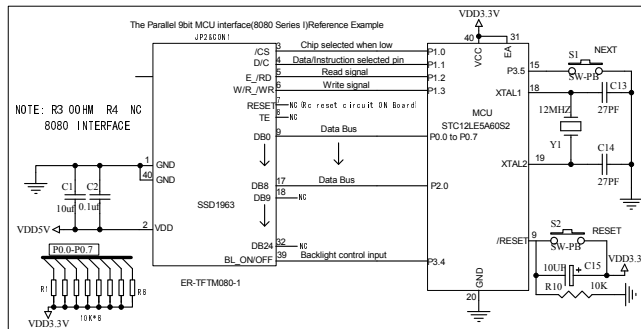 The Parallel 9bit MCU interface(8080 Series I)Reference Example
JP2&CON1
VDD3.3V
40
31
VCC
EA
/CS 3 Chip selected when low P1.0
D/C 4 Data/Instruction selected pin P1.1
E_/RD 5 Read signal P1.2
W/R_/WR 6 Write signal P1.3
RESET 7 NC (Rc reset circuit ON Board)
TE 8 NC
DB0 9 Data Bus P0.0 to P0.7
DB8 17 Data Bus P2.0
DB9 18 NC
DB24 32 NC
BL_ON/OFF 39 Backlight control input P3.4
NOTE: R3 0OHM R4 NC
8080 INTERFACE
1 GND
40 GND
C1 C2
10uf 0.1uf
VDD5V 2 VDD
SSD1963
ER-TFTM080-1
P0.0-P0.7
R1 R8
10K*8
VDD3.3V
MCU
STC12LE5A60S2
S1 NEXT
P3.5 15 SW-PB
XTAL1 18 C13
12MHZ 27PF
Y1
XTAL2 19 C14
27PF
S2 RESET
/RESET 9 SW-PB
10UF + C15 VDD3.3V
R10 10K
GND
20